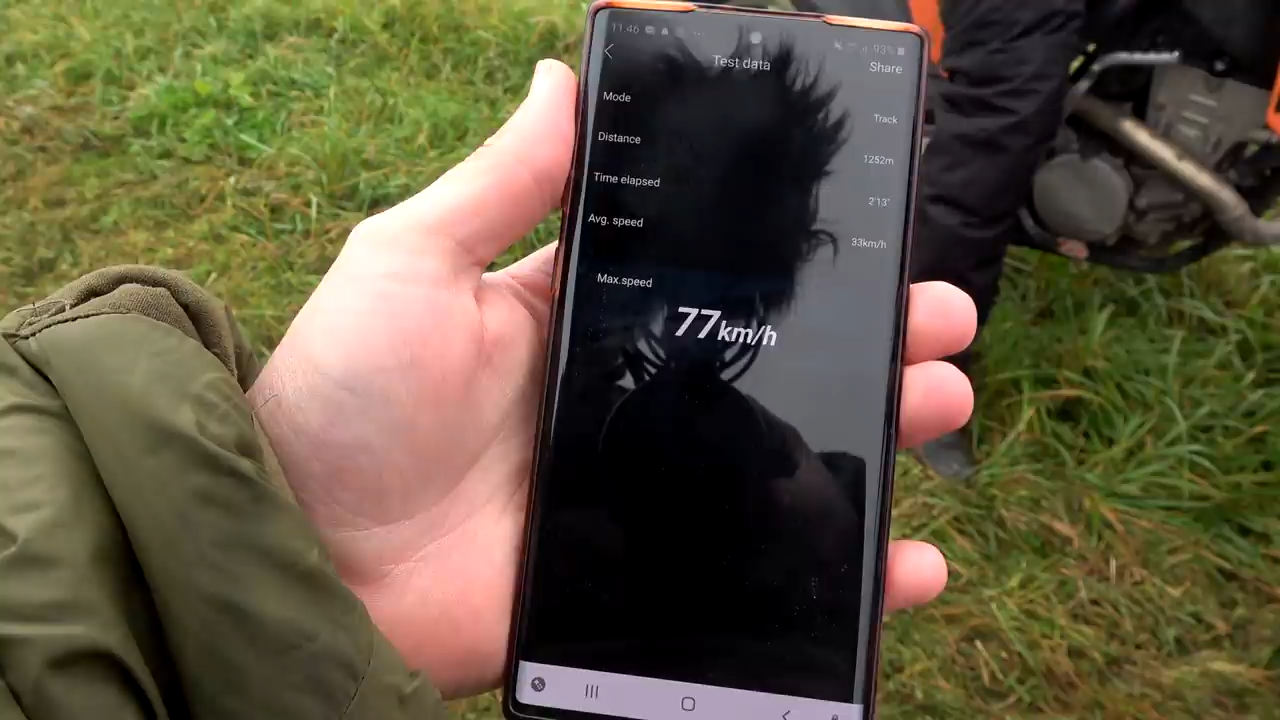 11.46
93%
Test data
Share
Mode
Track
Distance
1252m
Time elapsed
2'13"
Avg. speed
33km/h
Max.speed
77km/h